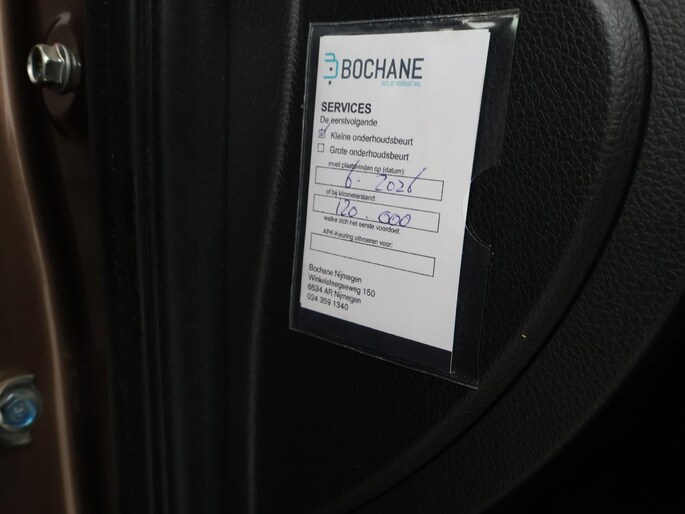 BOCHANE
SERVICES
De eerstvolgende
Kleine onderhoudsbeurt
Grote onderhoudsbeurt
moet plaatsvinden op (datum):
6. 2026
of bij kilometerstand:
120.000
welke zich het eerste voordoet.
APK-Keuring uitvoeren voor:
Bochane Nijmegen
Winkelsteegseweg 150
6534 AR Nijmegen
024 359 1340